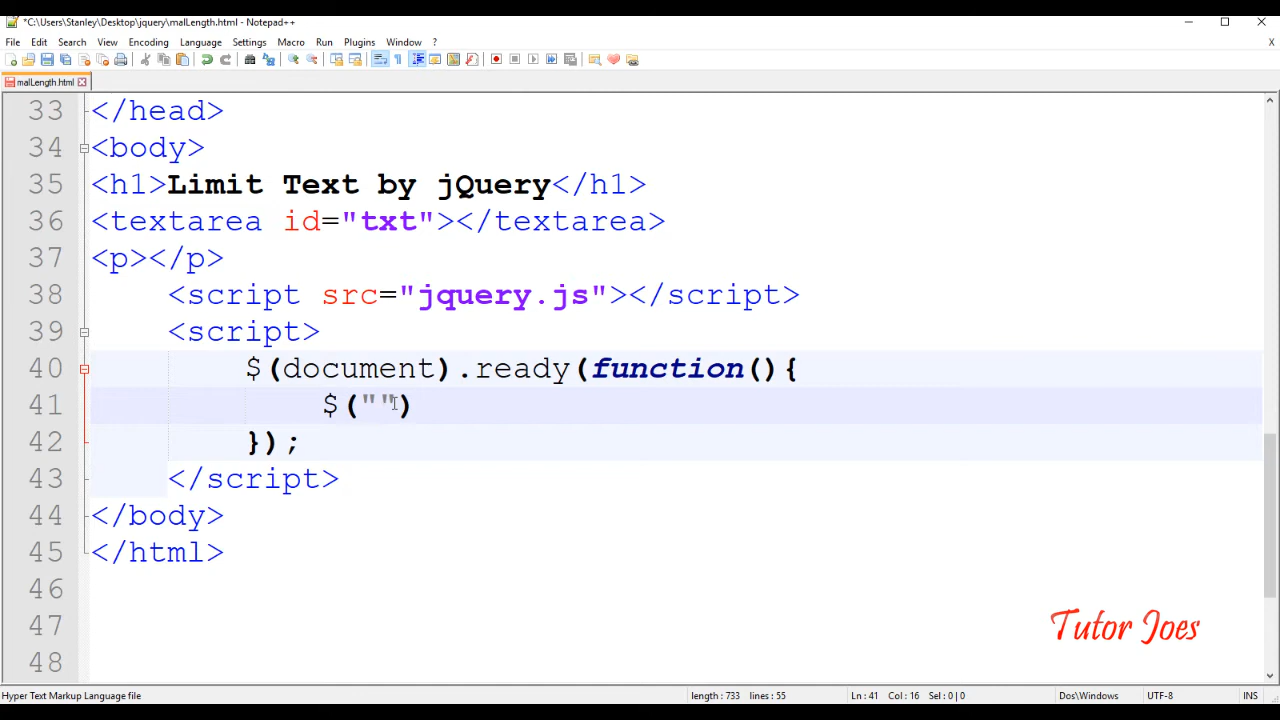 *C:\Users\Stanley\Desktop\jquery\malLength.html - Notepad++
File Edit Search View Encoding Language Settings Macro Run Plugins Window ? X
malLength.html
33 </head>
34 <body>
35 <h1>Limit Text by jQuery</h1>
36 <textarea id="txt"></textarea>
37 <p></p>
38 <script src="jquery.js"></script>
39 <script>
40 $(document).ready(function(){
41 $("")
42 });
43 </script>
44 </body>
45 </html>
46
47
48
Tutor Joes
Hyper Text Markup Language file length : 733 lines : 55 Ln : 41 Col : 16 Sel : 0 | 0 Dos\Windows UTF-8 INS